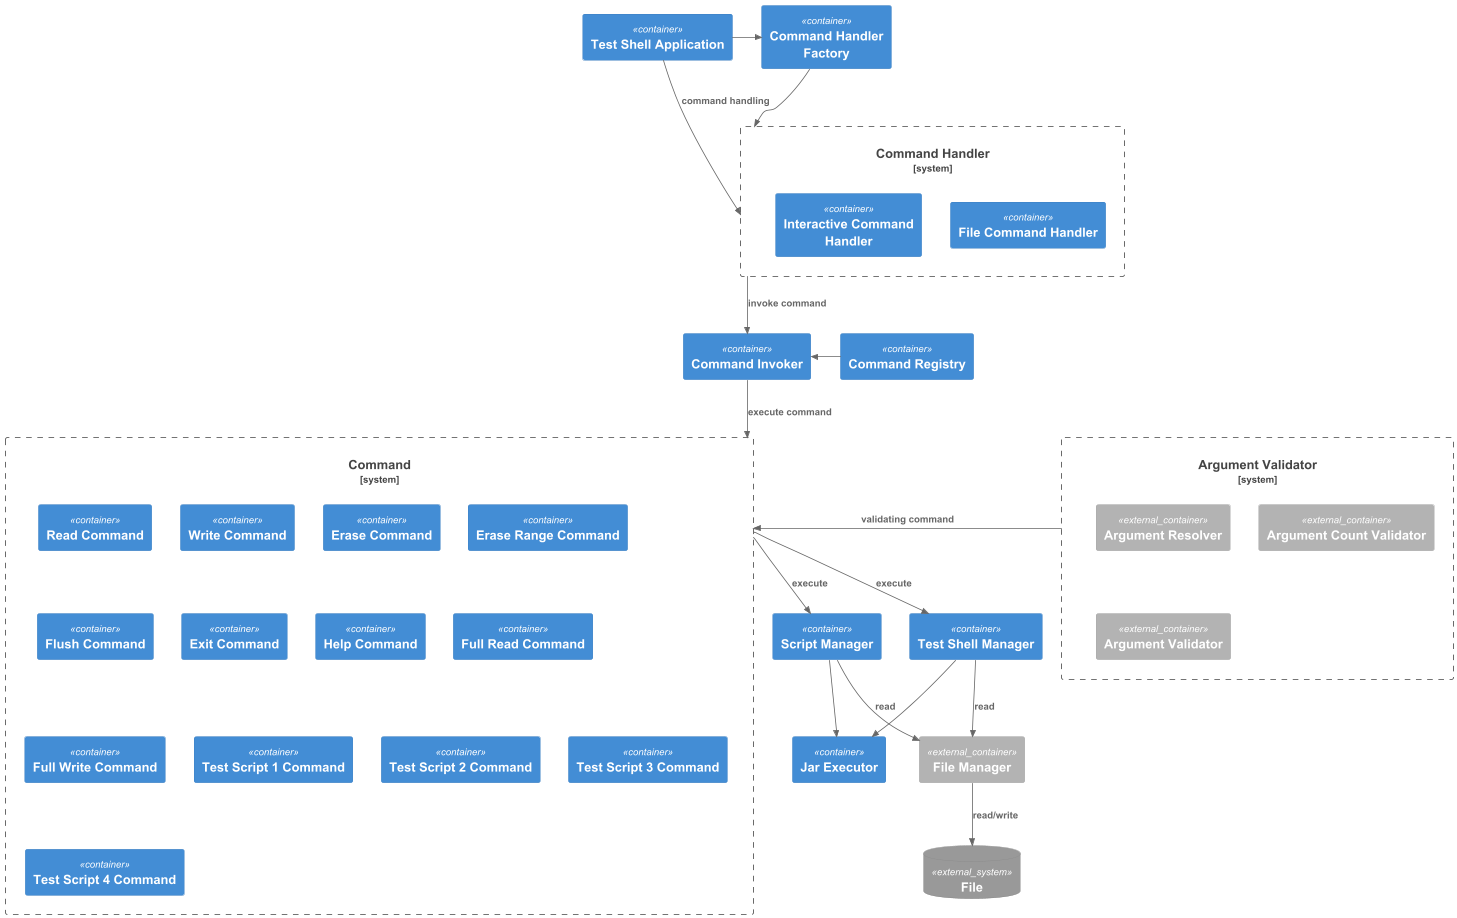 «container»
Test Shell Application
«container»
Command Handler
Factory
command handling
Command Handler
[system]
«container»
Interactive Command
Handler
«container»
File Command Handler
invoke command
«container»
Command Invoker
«container»
Command Registry
execute command
Command
[system]
«container»
Read Command
«container»
Write Command
«container»
Erase Command
«container»
Erase Range Command
«container»
Flush Command
«container»
Exit Command
«container»
Help Command
«container»
Full Read Command
«container»
Full Write Command
«container»
Test Script 1 Command
«container»
Test Script 2 Command
«container»
Test Script 3 Command
«container»
Test Script 4 Command
validating command
Argument Validator
[system]
«external_container»
Argument Resolver
«external_container»
Argument Count Validator
«external_container»
Argument Validator
execute
execute
«container»
Script Manager
«container»
Test Shell Manager
read
read
«container»
Jar Executor
«external_container»
File Manager
read/write
«external_system»
File